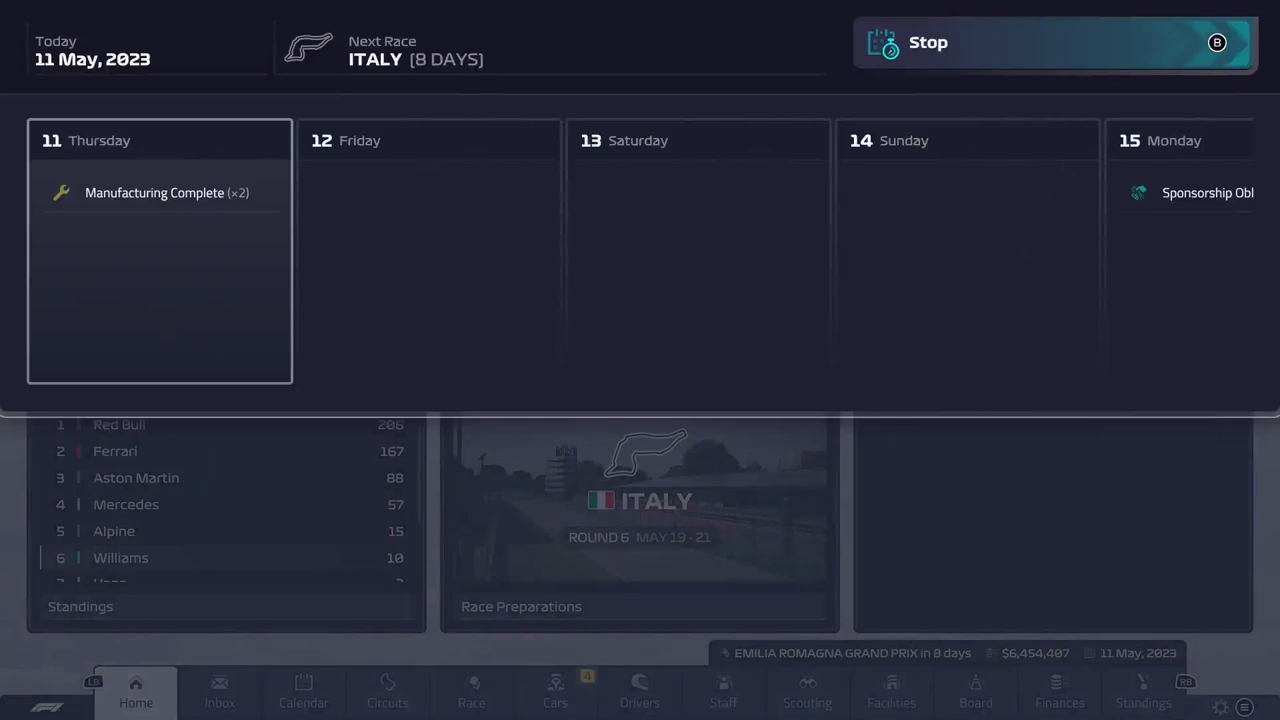 Today
11 May, 2023
Next Race
ITALY [8 DAYS]
Stop
B
11 Thursday
12 Friday
13 Saturday
14 Sunday
15 Monday
Manufacturing Complete (×2)
Sponsorship Obl
1 Red Bull 206
2 Ferrari 167
3 Aston Martin 88
4 Mercedes 57
5 Alpine 15
6 Williams 10
Standings
ITALY
ROUND 6 MAY 19 - 21
Race Preparations
EMILIA ROMAGNA GRAND PRIX in 8 days
$6,454,407
11 May, 2023
LB
4
RB
Home
Inbox
Calendar
Circuits
Race
Cars
Drivers
Staff
Scouting
Facilities
Board
Finances
Standings